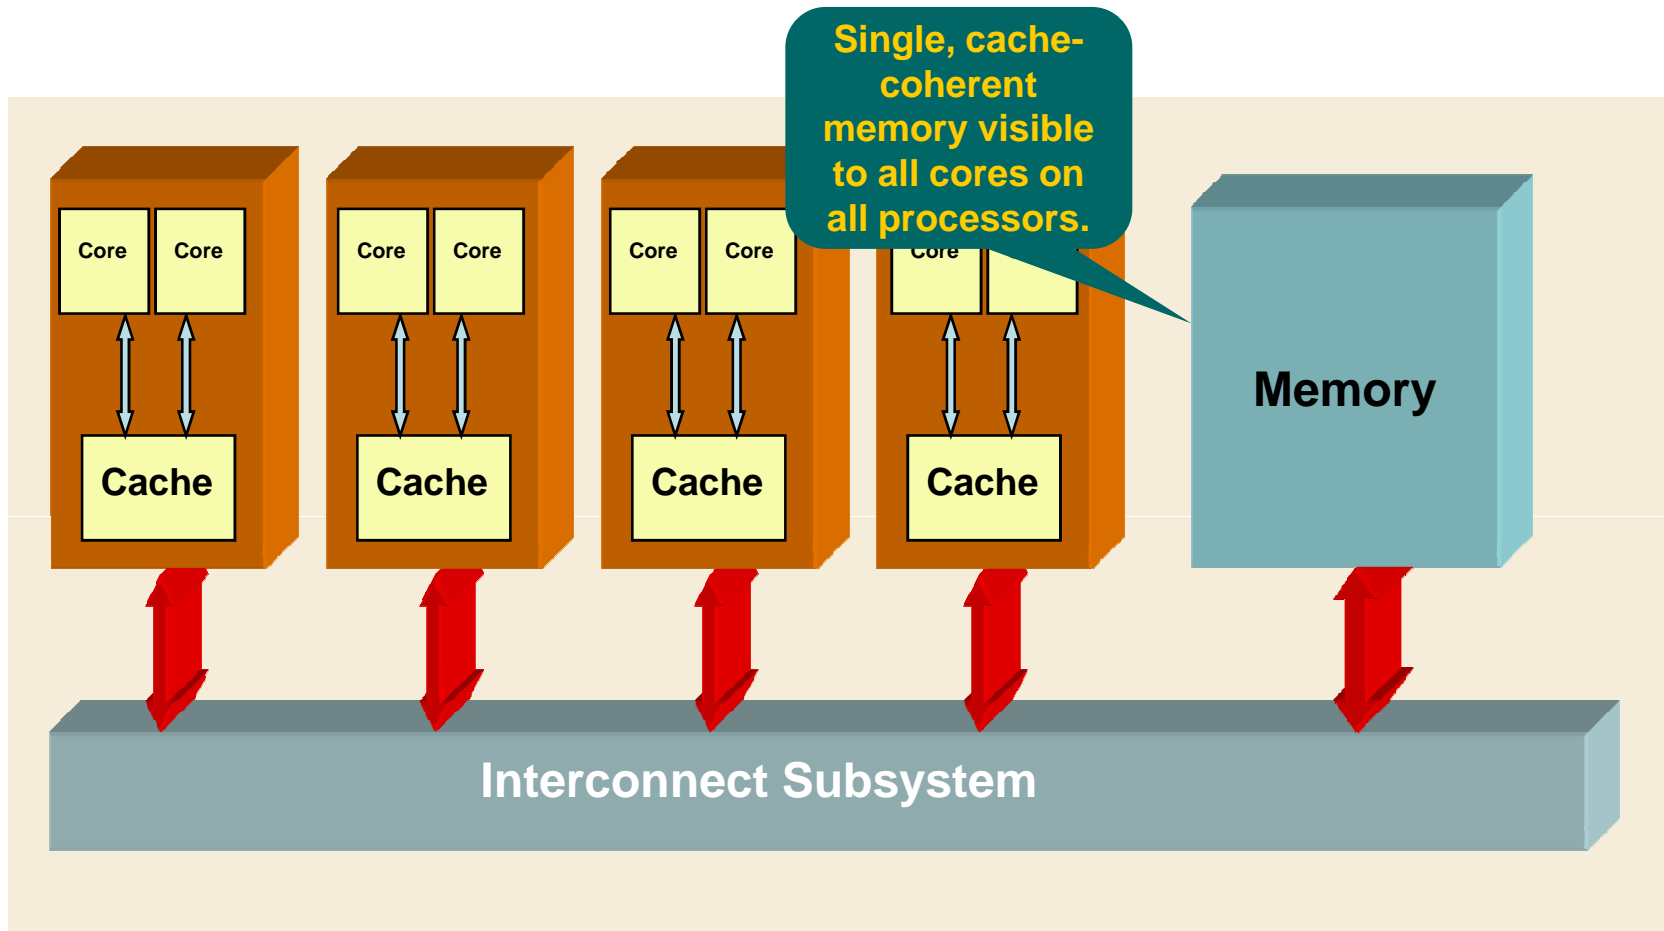 Single, cache-
coherent
memory visible
to all cores on
all processors.
Core Core Core Core Core Core Core
Memory
Cache Cache Cache Cache
Interconnect Subsystem